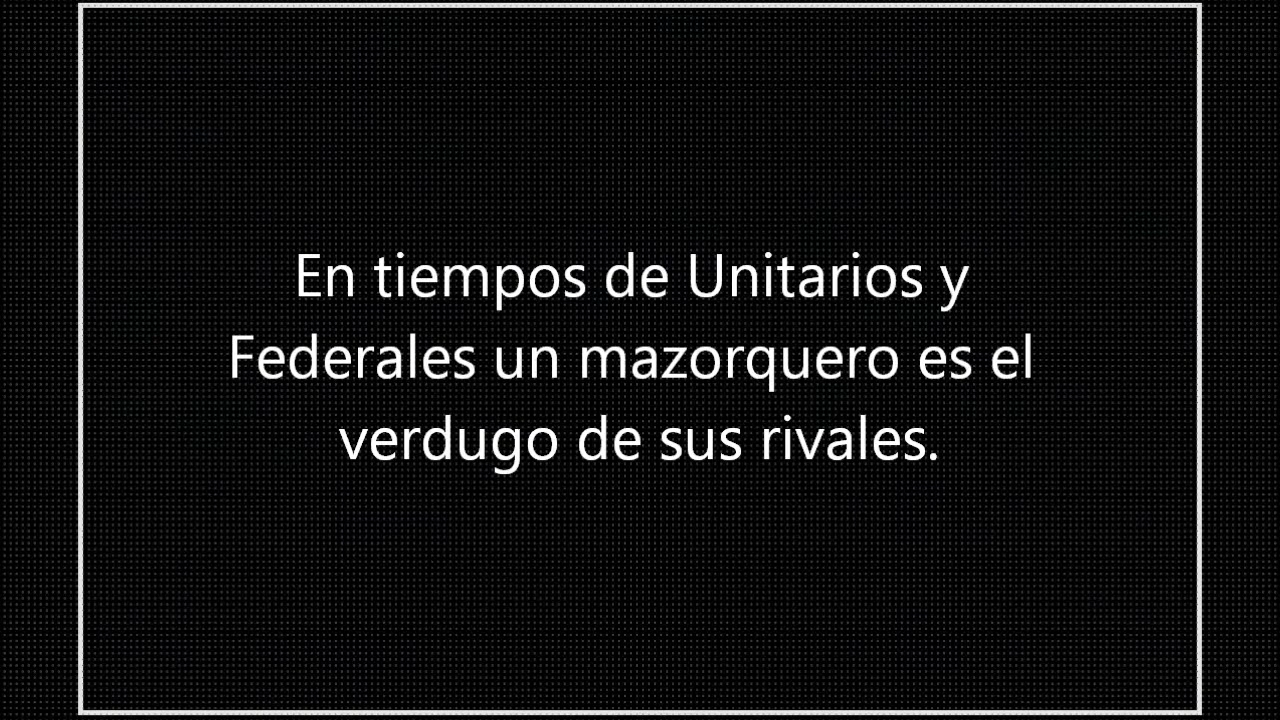 En tiempos de Unitarios y
Federales un mazorquero es el
verdugo de sus rivales.